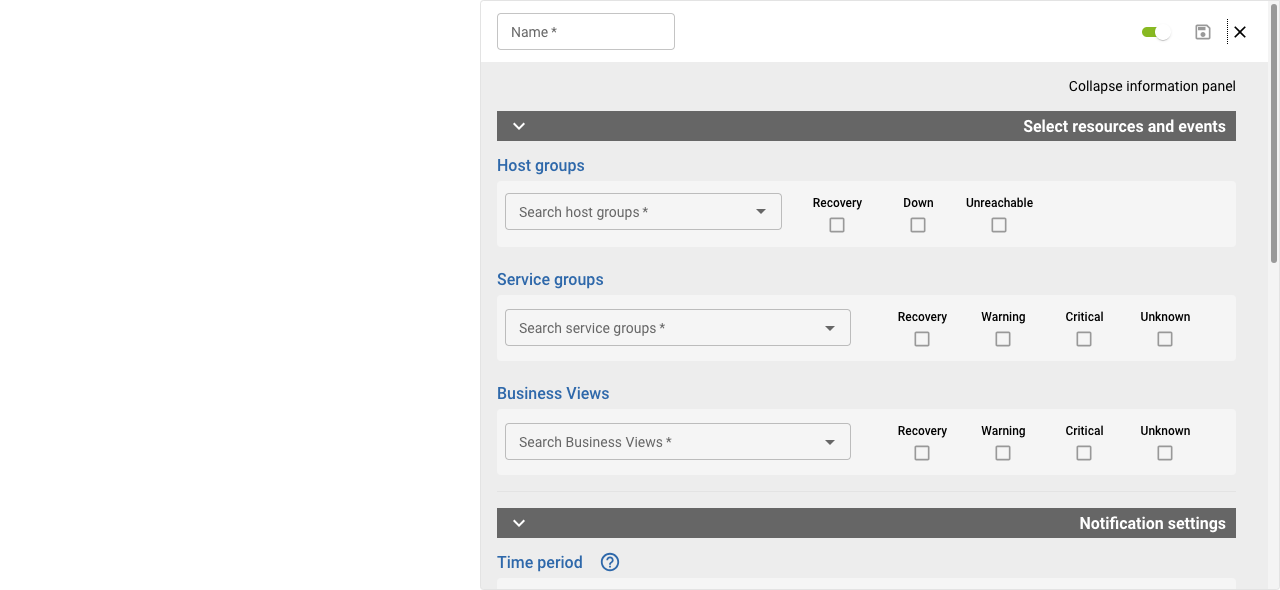 Name *
Collapse information panel
Select resources and events
Host groups
Search host groups *
Recovery
Down
Unreachable
Service groups
Search service groups *
Recovery
Warning
Critical
Unknown
Business Views
Search Business Views *
Recovery
Warning
Critical
Unknown
Notification settings
Time period